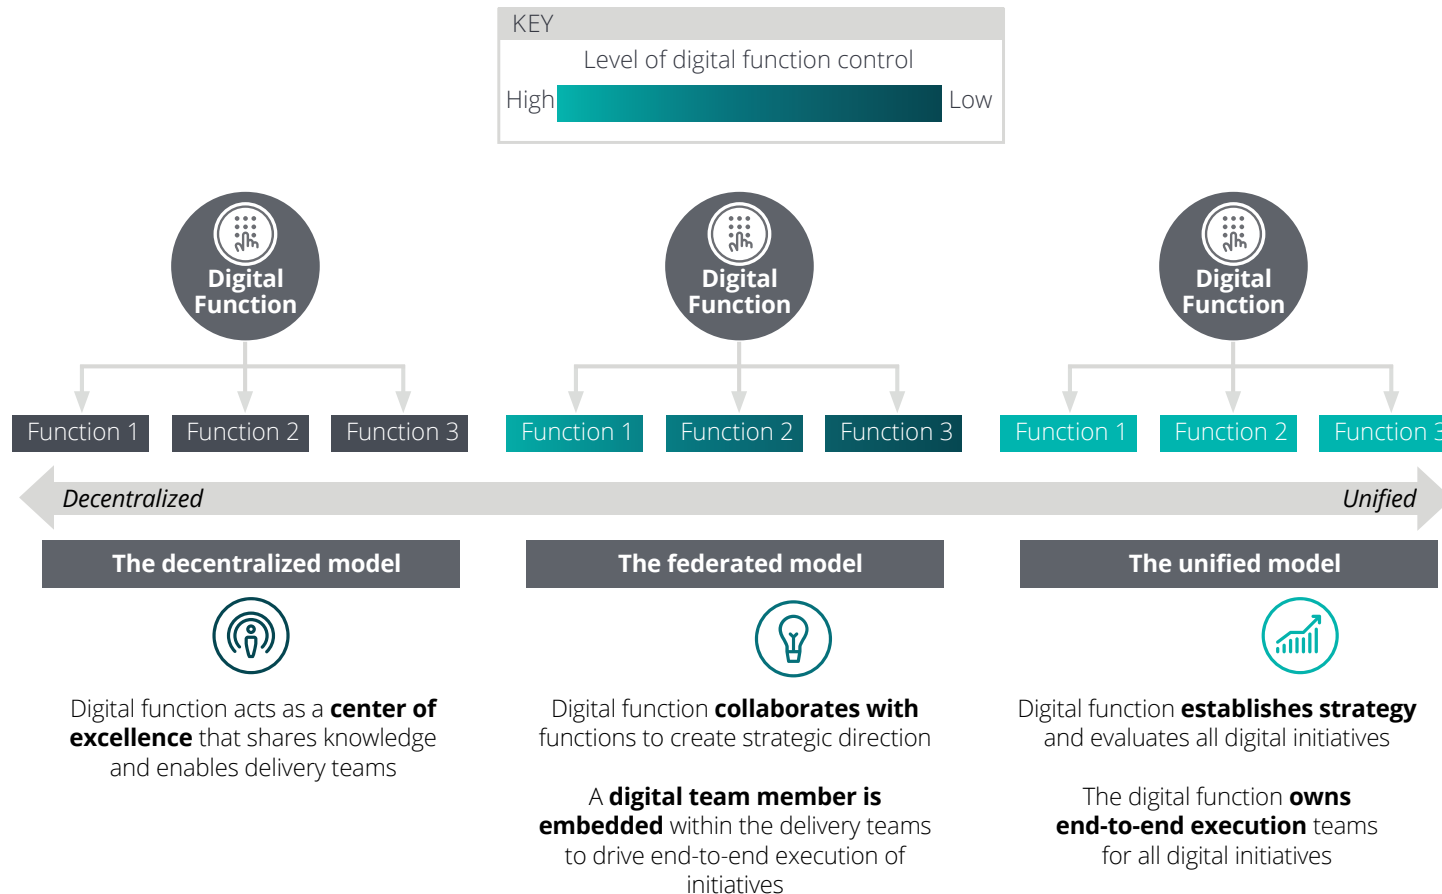 KEY
Level of digital function control
High
Low
Digital
Function
Digital
Function
Digital
Function
Function 1
Function 2
Function 3
Function 1
Function 2
Function 3
Function 1
Function 2
Function 3
Decentralized
Unified
The decentralized model
Digital function acts as a center of
excellence that shares knowledge
and enables delivery teams
The federated model
Digital function collaborates with
functions to create strategic direction
A digital team member is
embedded within the delivery teams
to drive end-to-end execution of
initiatives
The unified model
Digital function establishes strategy
and evaluates all digital initiatives
The digital function owns
end-to-end execution teams
for all digital initiatives